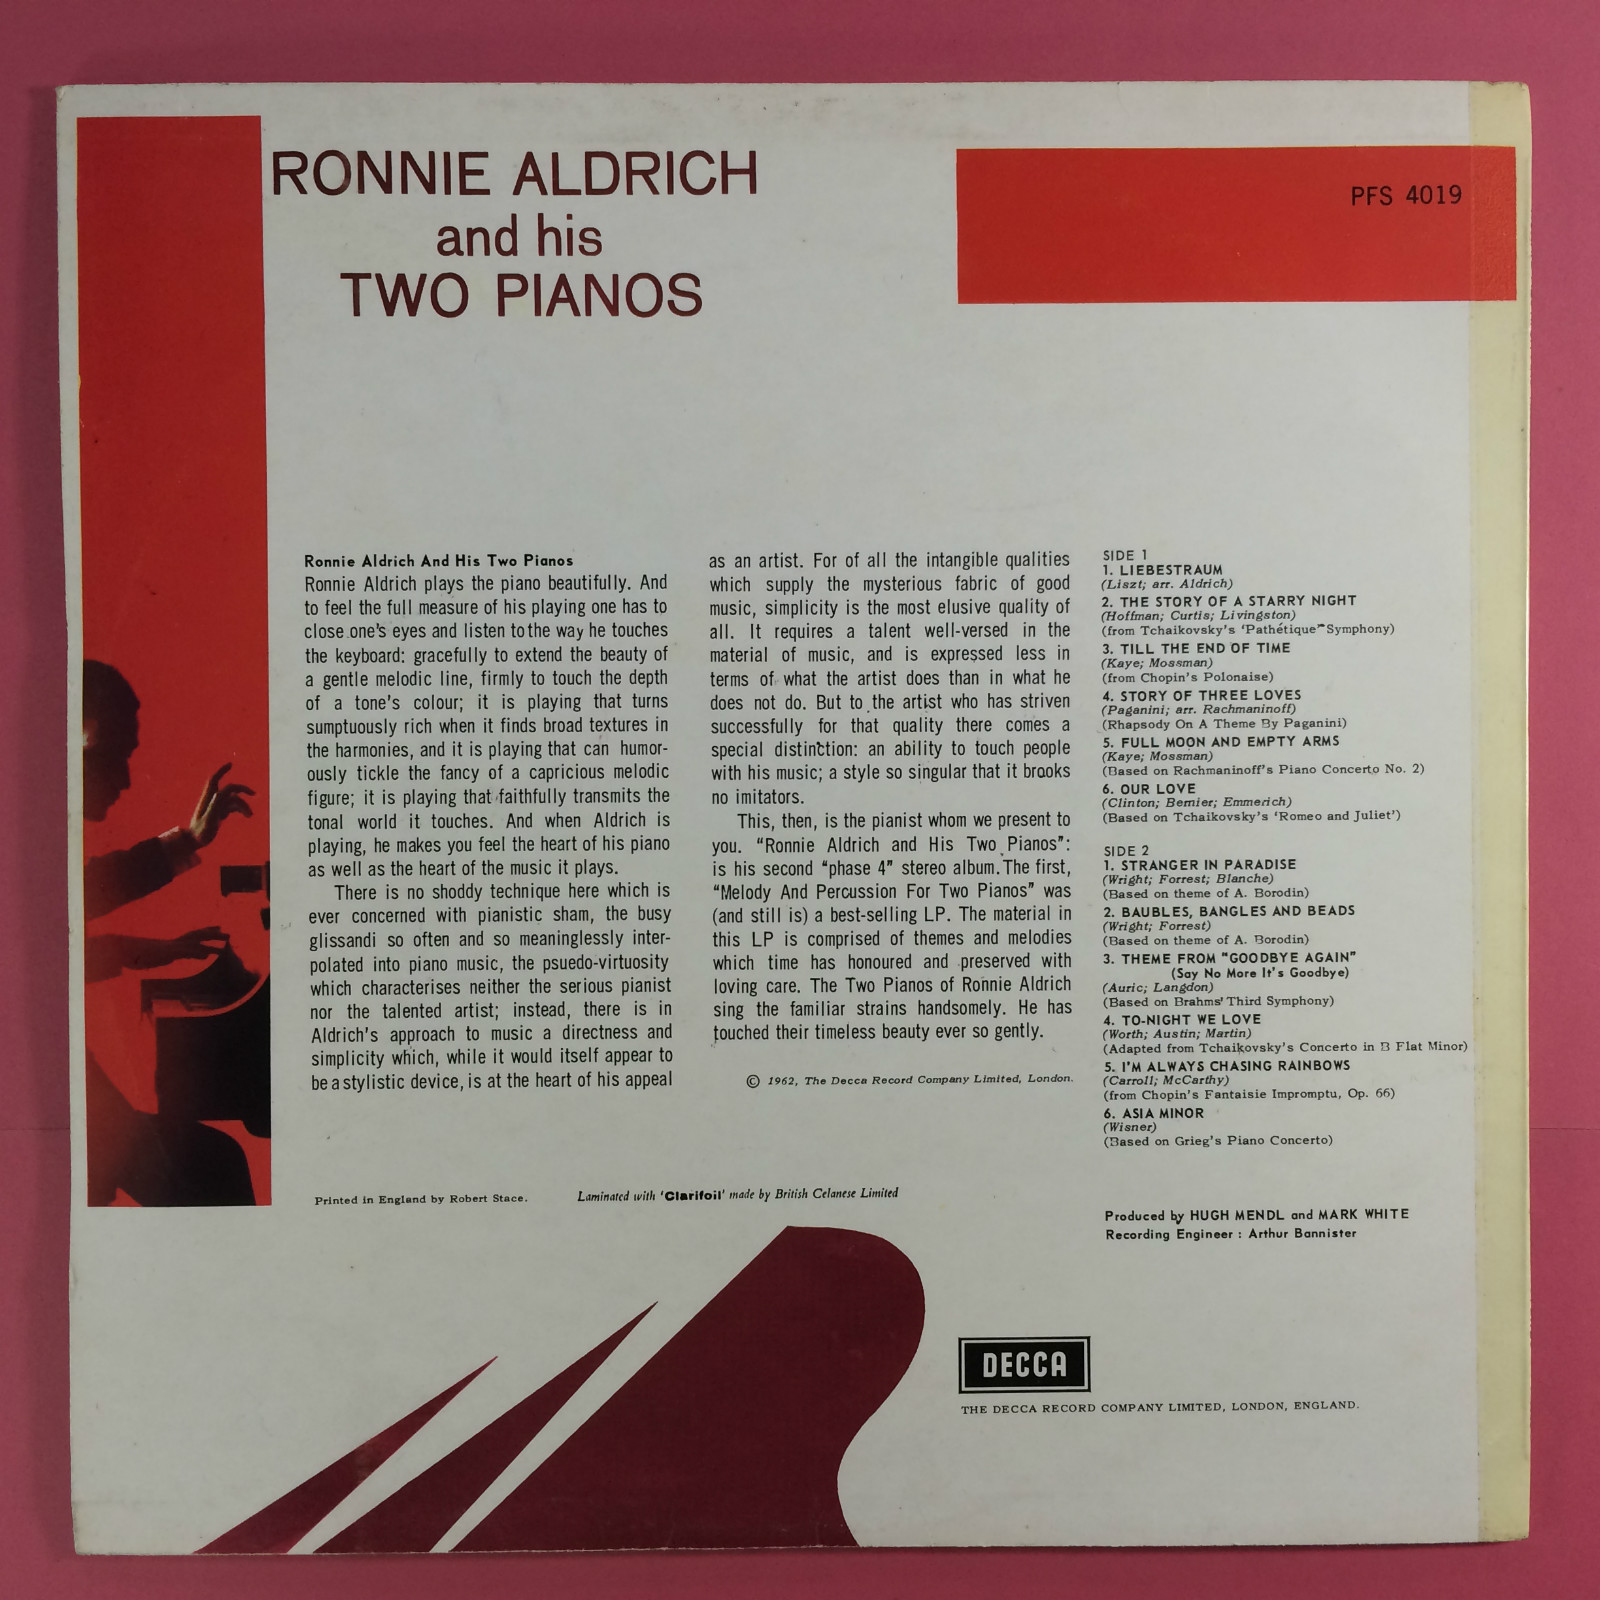 RONNIE ALDRICH
and his
TWO PIANOS
PFS 4019
Ronnie Aldrich And His Two Pianos
Ronnie Aldrich plays the piano beautifully. And
to feel the full measure of his playing one has to
close one's eyes and listen to the way he touches
the keyboard: gracefully to extend the beauty of
a gentle melodic line, firmly to touch the depth
of a tone's colour; it is playing that turns
sumptuously rich when it finds broad textures in
the harmonies, and it is playing that can humor-
ously tickle the fancy of a capricious melodic
figure; it is playing that faithfully transmits the
tonal world it touches. And when Aldrich is
playing, he makes you feel the heart of his piano
as well as the heart of the music it plays.
There is no shoddy technique here which is
ever concerned with pianistic sham, the busy
glissandi so often and so meaninglessly inter-
polated into piano music, the psuedo-virtuosity
which characterises neither the serious pianist
nor the talented artist; instead, there is in
Aldrich's approach to music a directness and
simplicity which, while it would itself appear to
be a stylistic device, is at the heart of his appeal
as an artist. For of all the intangible qualities
which supply the mysterious fabric of good
music, simplicity is the most elusive quality of
all. It requires a talent well-versed in the
material of music, and is expressed less in
terms of what the artist does than in what he
does not do. But to the artist who has striven
successfully for that quality there comes a
special distinction: an ability to touch people
with his music; a style so singular that it brooks
no imitators.
This, then, is the pianist whom we present to
you. "Ronnie Aldrich and His Two Pianos":
is his second "phase 4" stereo album. The first,
"Melody And Percussion For Two Pianos" was
(and still is) a best-selling LP. The material in
this LP is comprised of themes and melodies
which time has honoured and preserved with
loving care. The Two Pianos of Ronnie Aldrich
sing the familiar strains handsomely. He has
touched their timeless beauty ever so gently.
© 1962, The Decca Record Company Limited, London.
SIDE 1
1. LIEBESTRAUM
(Liszt; arr. Aldrich)
2. THE STORY OF A STARRY NIGHT
(Hoffman; Curtis; Livingston)
(from Tchaikovsky's 'Pathétique' Symphony)
3. TILL THE END OF TIME
(Kaye; Mossman)
(from Chopin's Polonaise)
4. STORY OF THREE LOVES
(Paganini; arr. Rachmaninoff)
(Rhapsody On A Theme By Paganini)
5. FULL MOON AND EMPTY ARMS
(Kaye; Mossman)
(Based on Rachmaninoff's Piano Concerto No. 2)
6. OUR LOVE
(Clinton; Bernier; Emmerich)
(Based on Tchaikovsky's 'Romeo and Juliet')
SIDE 2
1. STRANGER IN PARADISE
(Wright; Forrest; Blanche)
(Based on theme of A. Borodin)
2. BAUBLES, BANGLES AND BEADS
(Wright; Forrest)
(Based on theme of A. Borodin)
3. THEME FROM "GOODBYE AGAIN"
(Say No More It's Goodbye)
(Auric; Langdon)
(Based on Brahms' Third Symphony)
4. TO-NIGHT WE LOVE
(Worth; Austin; Martin)
(Adapted from Tchaikovsky's Concerto in B Flat Minor)
5. I'M ALWAYS CHASING RAINBOWS
(Carroll; McCarthy)
(from Chopin's Fantaisie Impromptu, Op. 66)
6. ASIA MINOR
(Wisner)
(Based on Grieg's Piano Concerto)
Printed in England by Robert Stace.
Laminated with 'Clarifoil' made by British Celanese Limited
Produced by HUGH MENDL and MARK WHITE
Recording Engineer : Arthur Bannister
DECCA
THE DECCA RECORD COMPANY LIMITED, LONDON, ENGLAND.